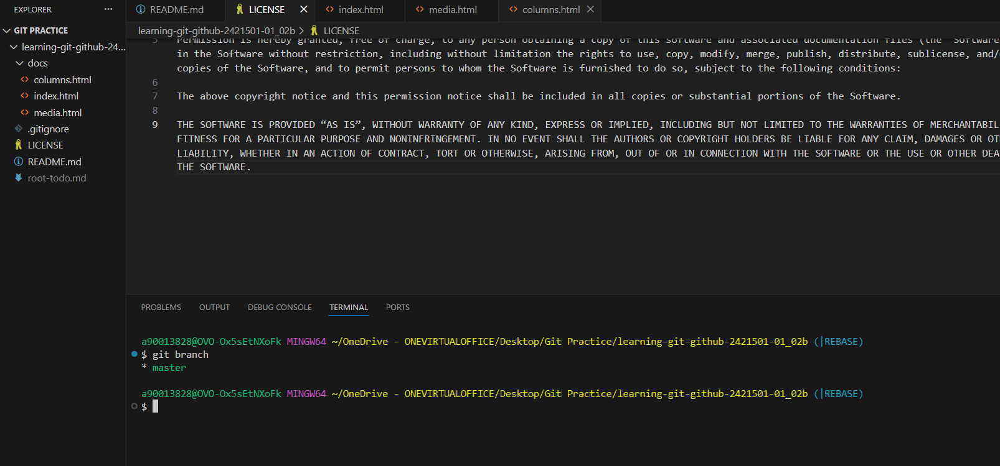 EXPLORER
GIT PRACTICE
learning-git-github-24...
docs
columns.html
index.html
media.html
.gitignore
LICENSE
README.md
root-todo.md
README.md
LICENSE
index.html
media.html
columns.html
learning-git-github-2421501-01_02b > LICENSE
5 Permission is hereby granted, free of charge, to any person obtaining a copy of this software and associated documentation files (the "Software
in the Software without restriction, including without limitation the rights to use, copy, modify, merge, publish, distribute, sublicense, and/
copies of the Software, and to permit persons to whom the Software is furnished to do so, subject to the following conditions:
6
7 The above copyright notice and this permission notice shall be included in all copies or substantial portions of the Software.
8
9 THE SOFTWARE IS PROVIDED “AS IS”, WITHOUT WARRANTY OF ANY KIND, EXPRESS OR IMPLIED, INCLUDING BUT NOT LIMITED TO THE WARRANTIES OF MERCHANTABIL
FITNESS FOR A PARTICULAR PURPOSE AND NONINFRINGEMENT. IN NO EVENT SHALL THE AUTHORS OR COPYRIGHT HOLDERS BE LIABLE FOR ANY CLAIM, DAMAGES OR OT
LIABILITY, WHETHER IN AN ACTION OF CONTRACT, TORT OR OTHERWISE, ARISING FROM, OUT OF OR IN CONNECTION WITH THE SOFTWARE OR THE USE OR OTHER DEA
THE SOFTWARE.
PROBLEMS OUTPUT DEBUG CONSOLE TERMINAL PORTS
a90013828@OVO-Ox5sEtNXoFk MINGW64 ~/OneDrive - ONEVIRTUALOFFICE/Desktop/Git Practice/learning-git-github-2421501-01_02b (|REBASE)
$ git branch
* master
a90013828@OVO-Ox5sEtNXoFk MINGW64 ~/OneDrive - ONEVIRTUALOFFICE/Desktop/Git Practice/learning-git-github-2421501-01_02b (|REBASE)
$